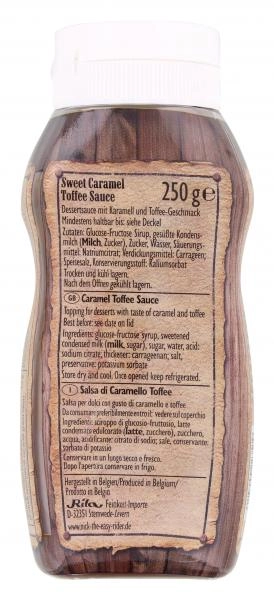 Sweet Caramel
Toffee Sauce 250 g e
Dessertsauce mit Karamell und Toffee-Geschmack
Mindestens haltbar bis: siehe Deckel
Zutaten: Glucose-Fructose Sirup, gesüßte Kondens-
milch (Milch, Zucker), Zucker, Wasser, Säuerungs-
mittel: Natriumcitrat; Verdickungsmittel: Carrageen;
Speisesalz, Konservierungsstoff: Kaliumsorbat
Trocken und kühl lagern.
Nach dem Öffnen gekühlt lagern.
GB Caramel Toffee Sauce
Topping for desserts with taste of caramel and toffee
Best before: see date on lid
Ingredients: glucose-fructose syrup, sweetened
condensed milk (milk, sugar), sugar, water, acid:
sodium citrate, thickener: carrageenan; salt,
preservative: potassium sorbate
Store dry and cool. Once opened keep refrigerated.
I Salsa di Caramello Toffee
Salsa per dolci con gusto di caramello e toffee
Da consumare preferibilmente entro il: vedere sul coperchio
Ingredienti: sciroppo di glucosio-fruttosio, latte
condensato edulcorato (latte, zucchero), zucchero,
acqua, acidificante: citrato di sodio; sale, conservante:
sorbato di potassio
Conservare in un luogo secco e fresco.
Dopo l'apertura conservare in frigo.
Hergestellt in Belgien/Produced in Belgium/
Prodotto in Belgio
Rila Feinkost-Importe
D-32351 Stemwede-Levern
www.nick-the-easy-rider.de